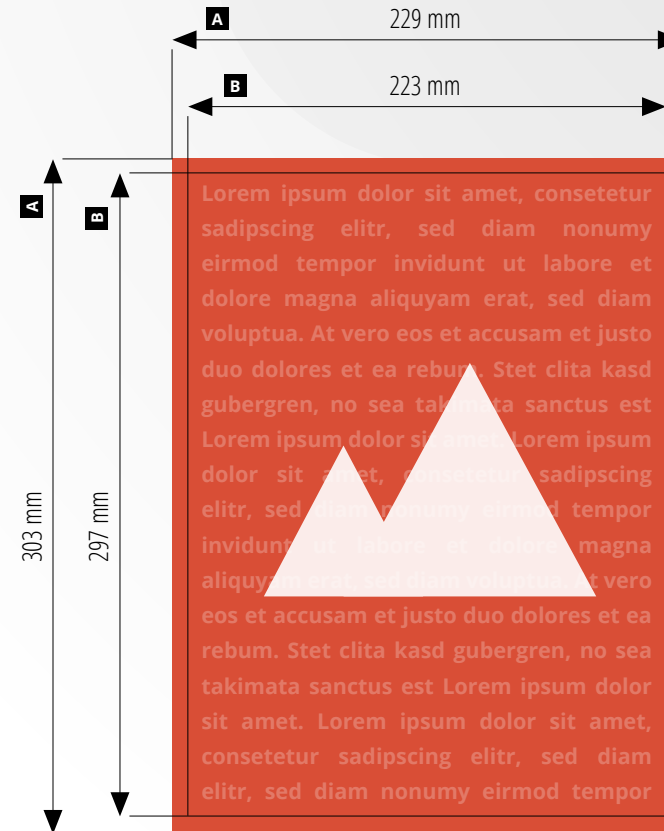 A
229 mm
B
223 mm
A
B
303 mm
297 mm
Lorem ipsum dolor sit amet, consetetur
sadipscing elitr, sed diam nonumy
eirmod tempor invidunt ut labore et
dolore magna aliquyam erat, sed diam
voluptua. At vero eos et accusam et justo
duo dolores et ea rebum. Stet clita kasd
gubergren, no sea takimata sanctus est
Lorem ipsum dolor sit amet. Lorem ipsum
dolor sit amet, consetetur sadipscing
elitr, sed diam nonumy eirmod tempor
invidunt ut labore et dolore magna
aliquyam erat, sed diam voluptua. At vero
eos et accusam et justo duo dolores et ea
rebum. Stet clita kasd gubergren, no sea
takimata sanctus est Lorem ipsum dolor
sit amet. Lorem ipsum dolor sit amet,
consetetur sadipscing elitr, sed diam
elitr, sed diam nonumy eirmod tempor